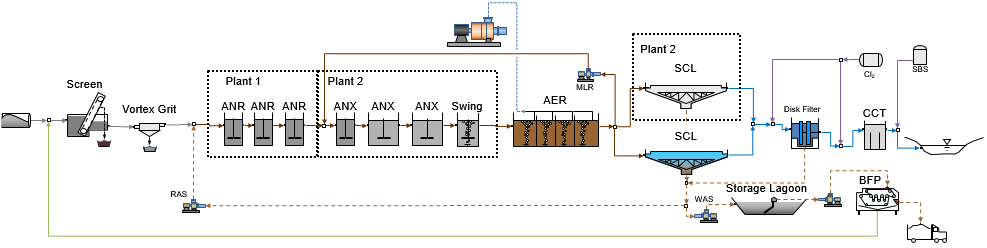 Plant 2
SCL
Cl₂
SBS
MLR
Plant 1
Plant 2
Screen
Vortex Grit
ANR
ANR
ANR
ANX
ANX
ANX
Swing
AER
Disk Filter
CCT
SCL
RAS
WAS
Storage Lagoon
BFP